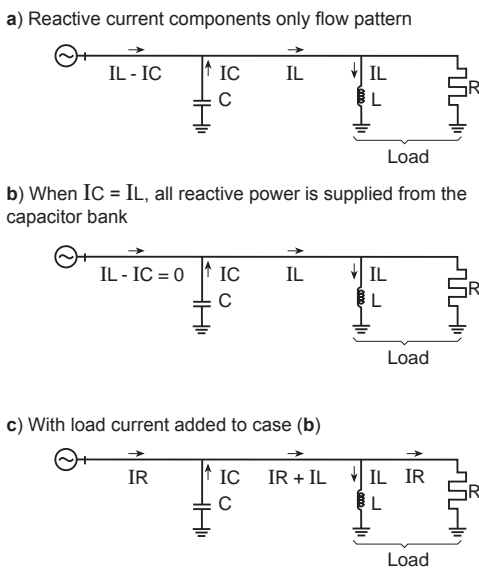 a) Reactive current components only flow pattern
IL - IC IC IL IL
C L R
Load
b) When IC = IL, all reactive power is supplied from the
capacitor bank
IL - IC = 0 IC IL IL
C L R
Load
c) With load current added to case (b)
IR IC IR + IL IL IR
C L R
Load